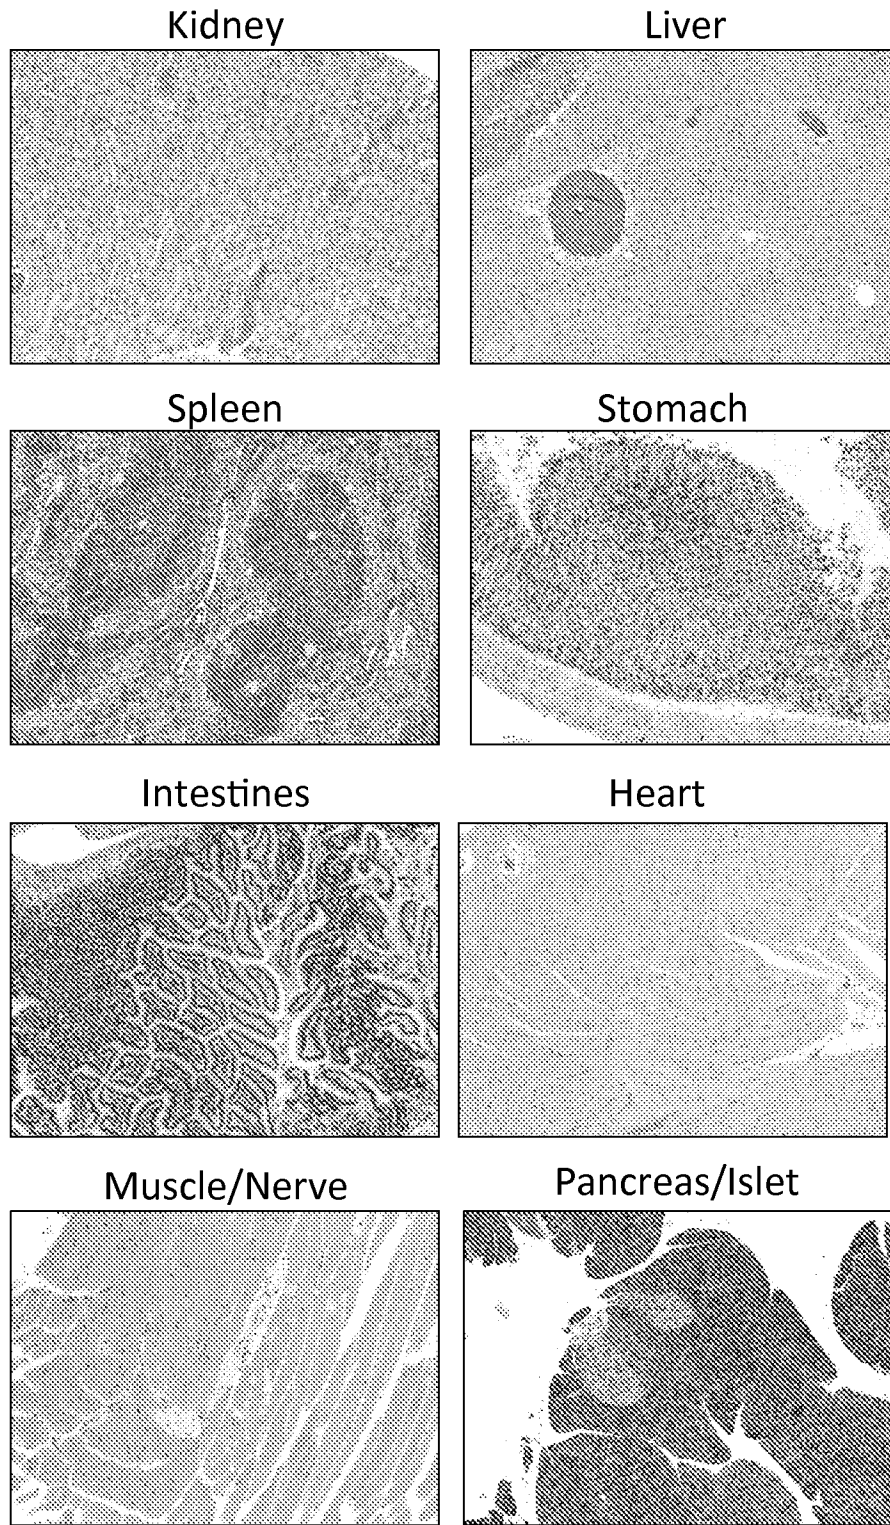 Kidney
Liver
Spleen
Stomach
Intestines
Heart
Muscle/Nerve
Pancreas/Islet